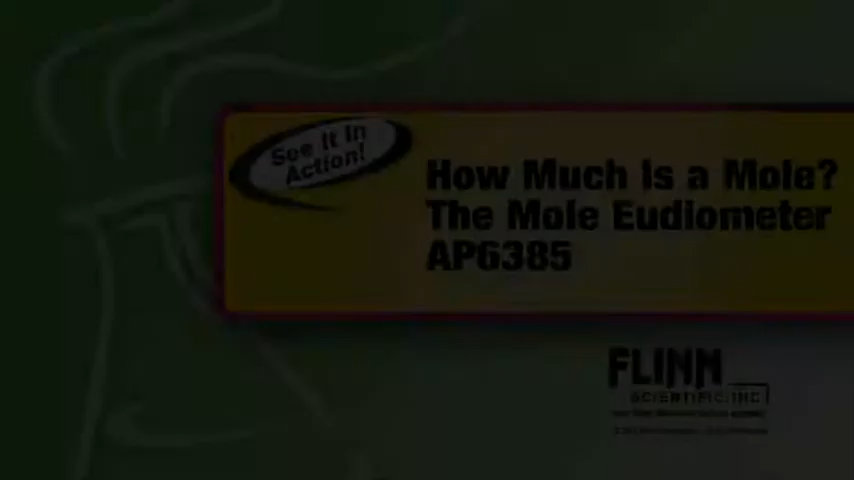 See It In
Action!
How Much Is a Mole?
The Mole Eudiometer
AP6385
FLINN
SCIENTIFIC, INC.